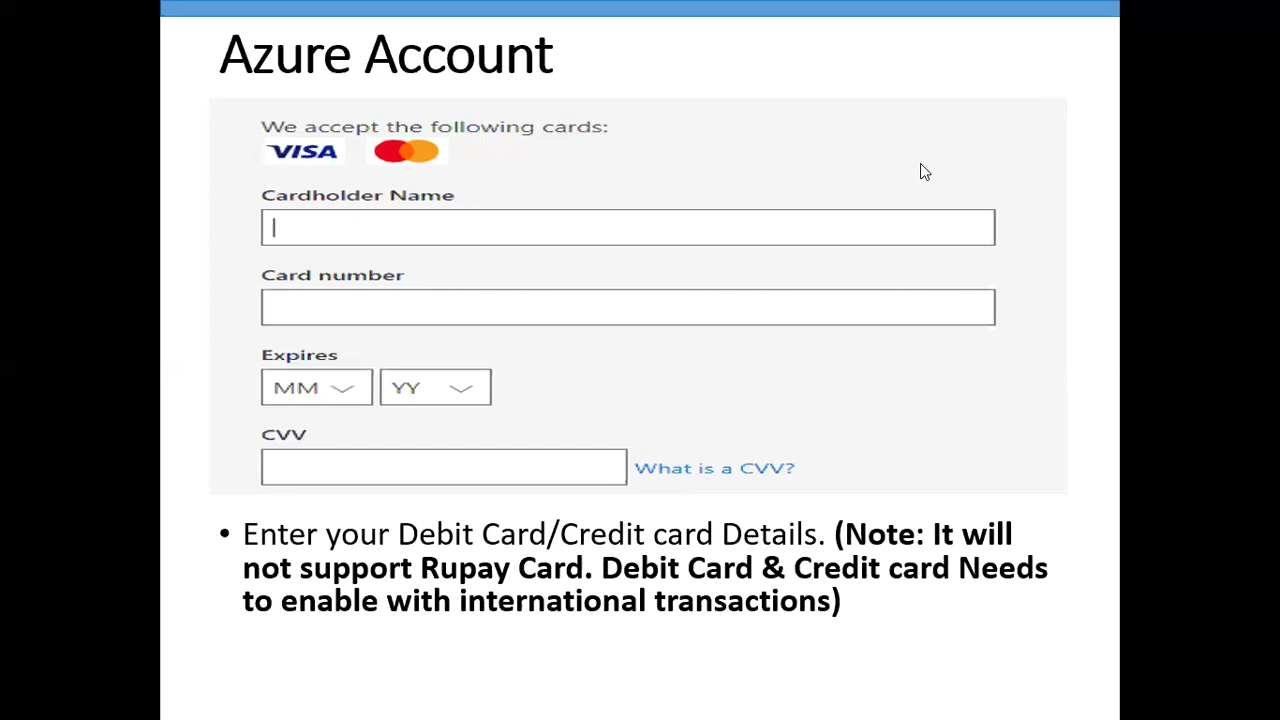 Azure Account
We accept the following cards:
VISA
Cardholder Name
Card number
Expires
MM YY
CVV
What is a CVV?
• Enter your Debit Card/Credit card Details. (Note: It will
not support Rupay Card. Debit Card & Credit card Needs
to enable with international transactions)